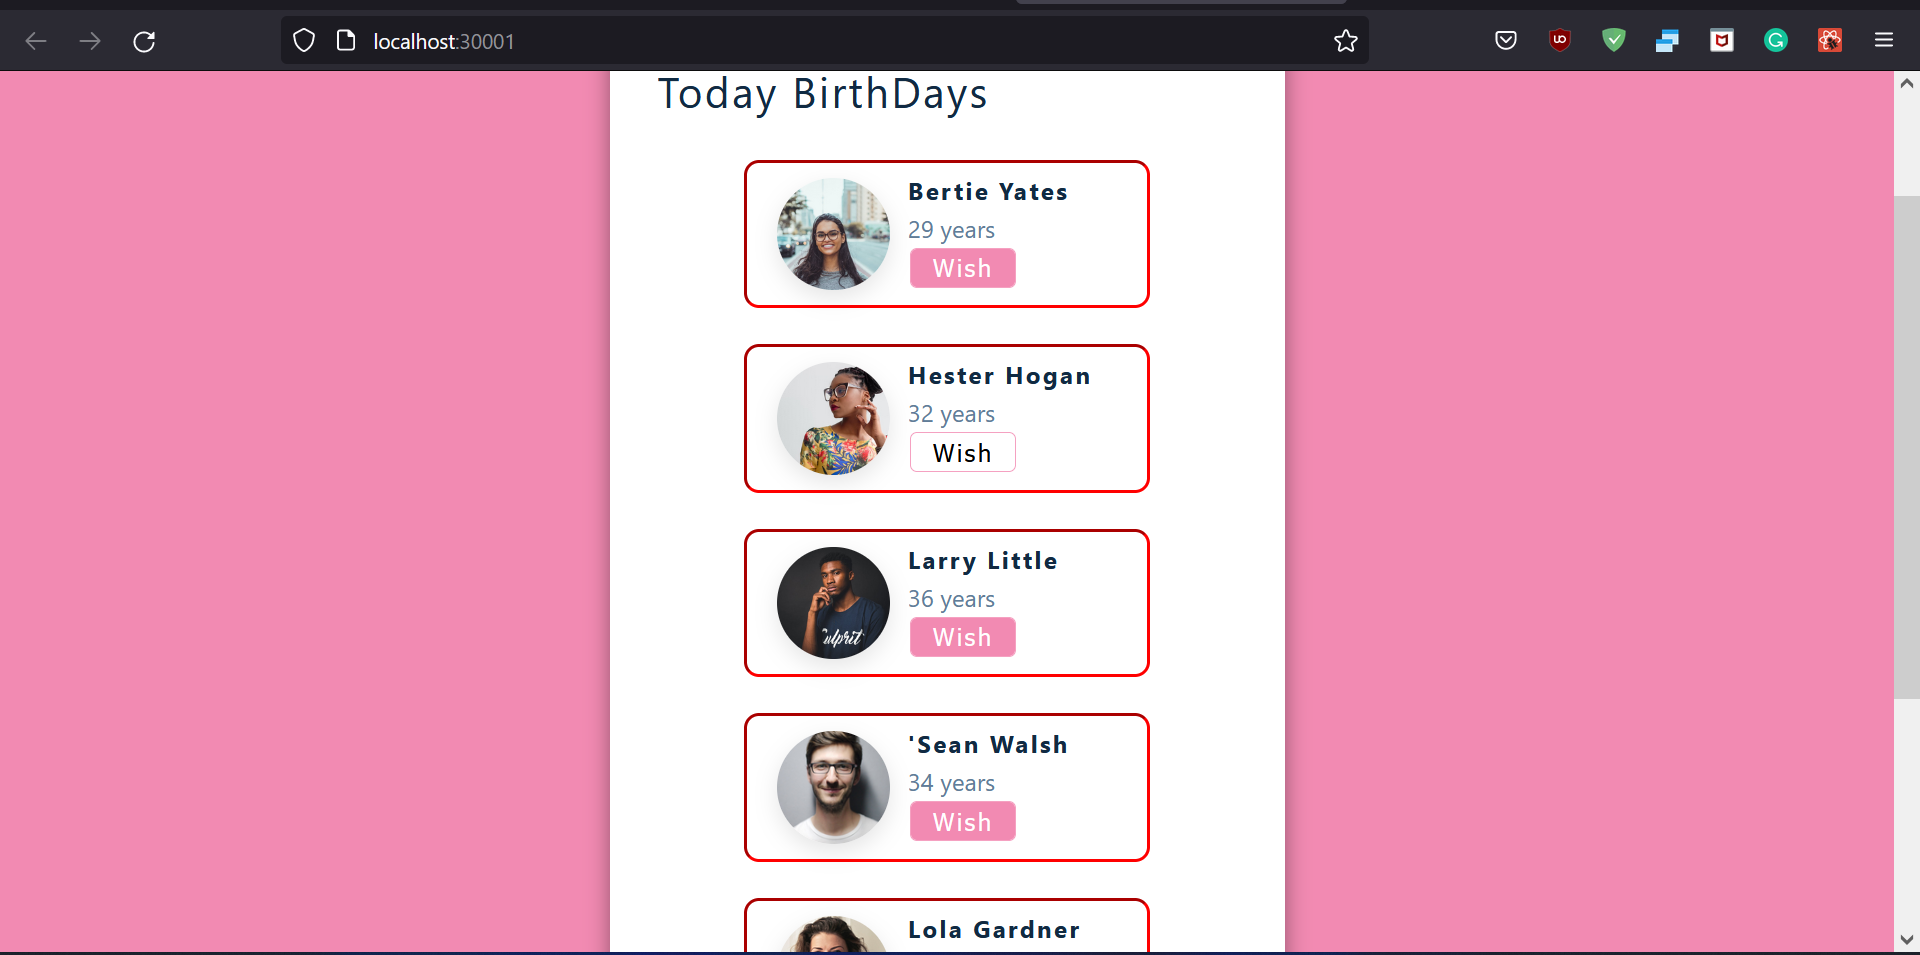 localhost:30001
Today BirthDays
Bertie Yates
29 years
Wish
Hester Hogan
32 years
Wish
Larry Little
36 years
Wish
'Sean Walsh
34 years
Wish
Lola Gardner